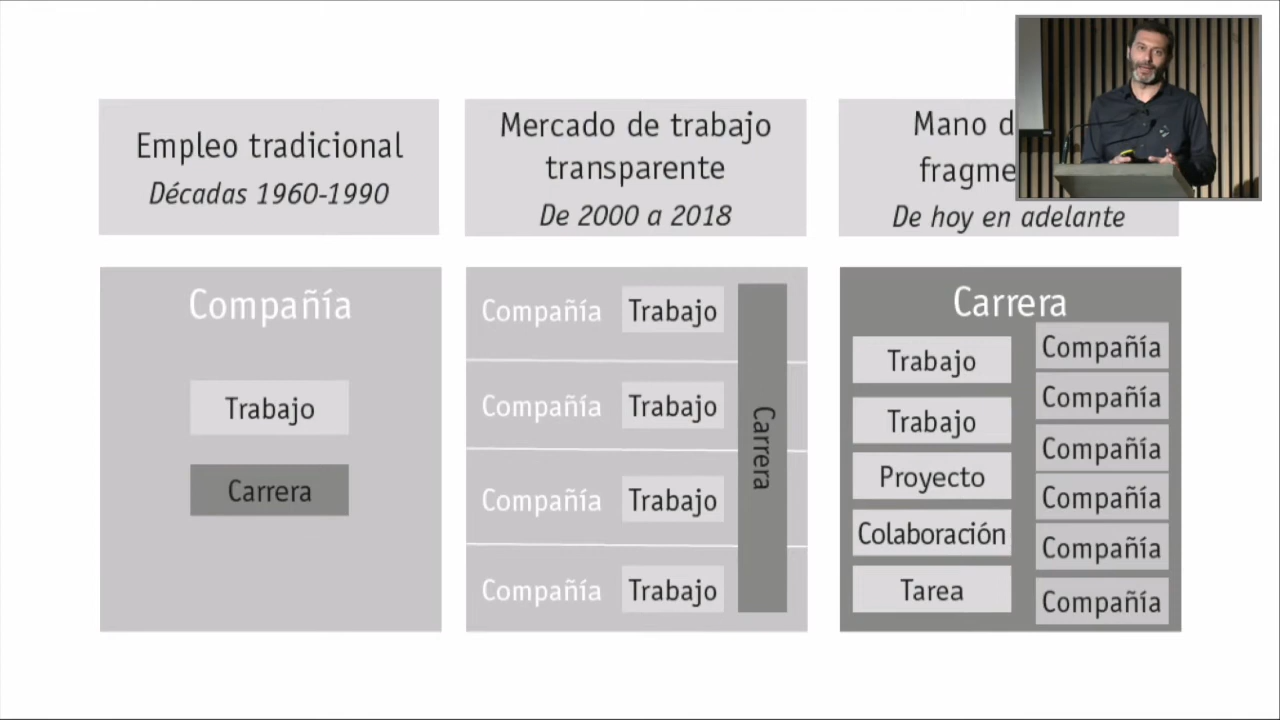 Empleo tradicional
Décadas 1960-1990
Mercado de trabajo
transparente
De 2000 a 2018
Mano
De hoy en adelante
Compañía
Trabajo
Carrera
Compañía Trabajo
Compañía Trabajo
Compañía Trabajo
Compañía Trabajo
Carrera
Carrera
Trabajo
Trabajo
Proyecto
Colaboración
Tarea
Compañía
Compañía
Compañía
Compañía
Compañía
Compañía